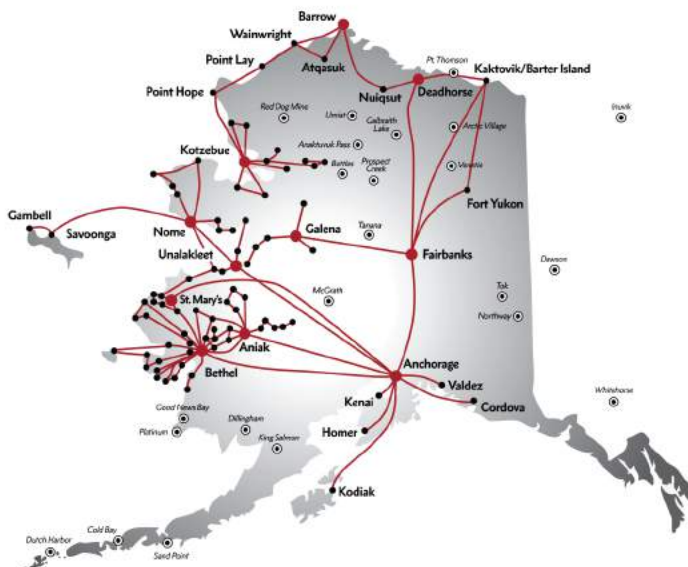 Barrow
Wainwright
Pt. Thomson
Kaktovik/Barter Island
Point Lay
Atqasuk
Point Hope
Nuiqsut
Deadhorse
Red Dog Mine
Umiat
Galbraith
Lake
Arctic Village
Inuvik
Anaktuvuk Pass
Kotzebue
Bettles
Prospect
Creek
Venetie
Fort Yukon
Gambell
Savoonga
Nome
Galena
Tanana
Unalakleet
Fairbanks
Dawson
St. Mary's
McGrath
Tok
Northway
Aniak
Bethel
Anchorage
Valdez
Kenai
Cordova
Whitehorse
Good News Bay
Platinum
Dillingham
Homer
King Salmon
Kodiak
Cold Bay
Dutch Harbor
Sand Point